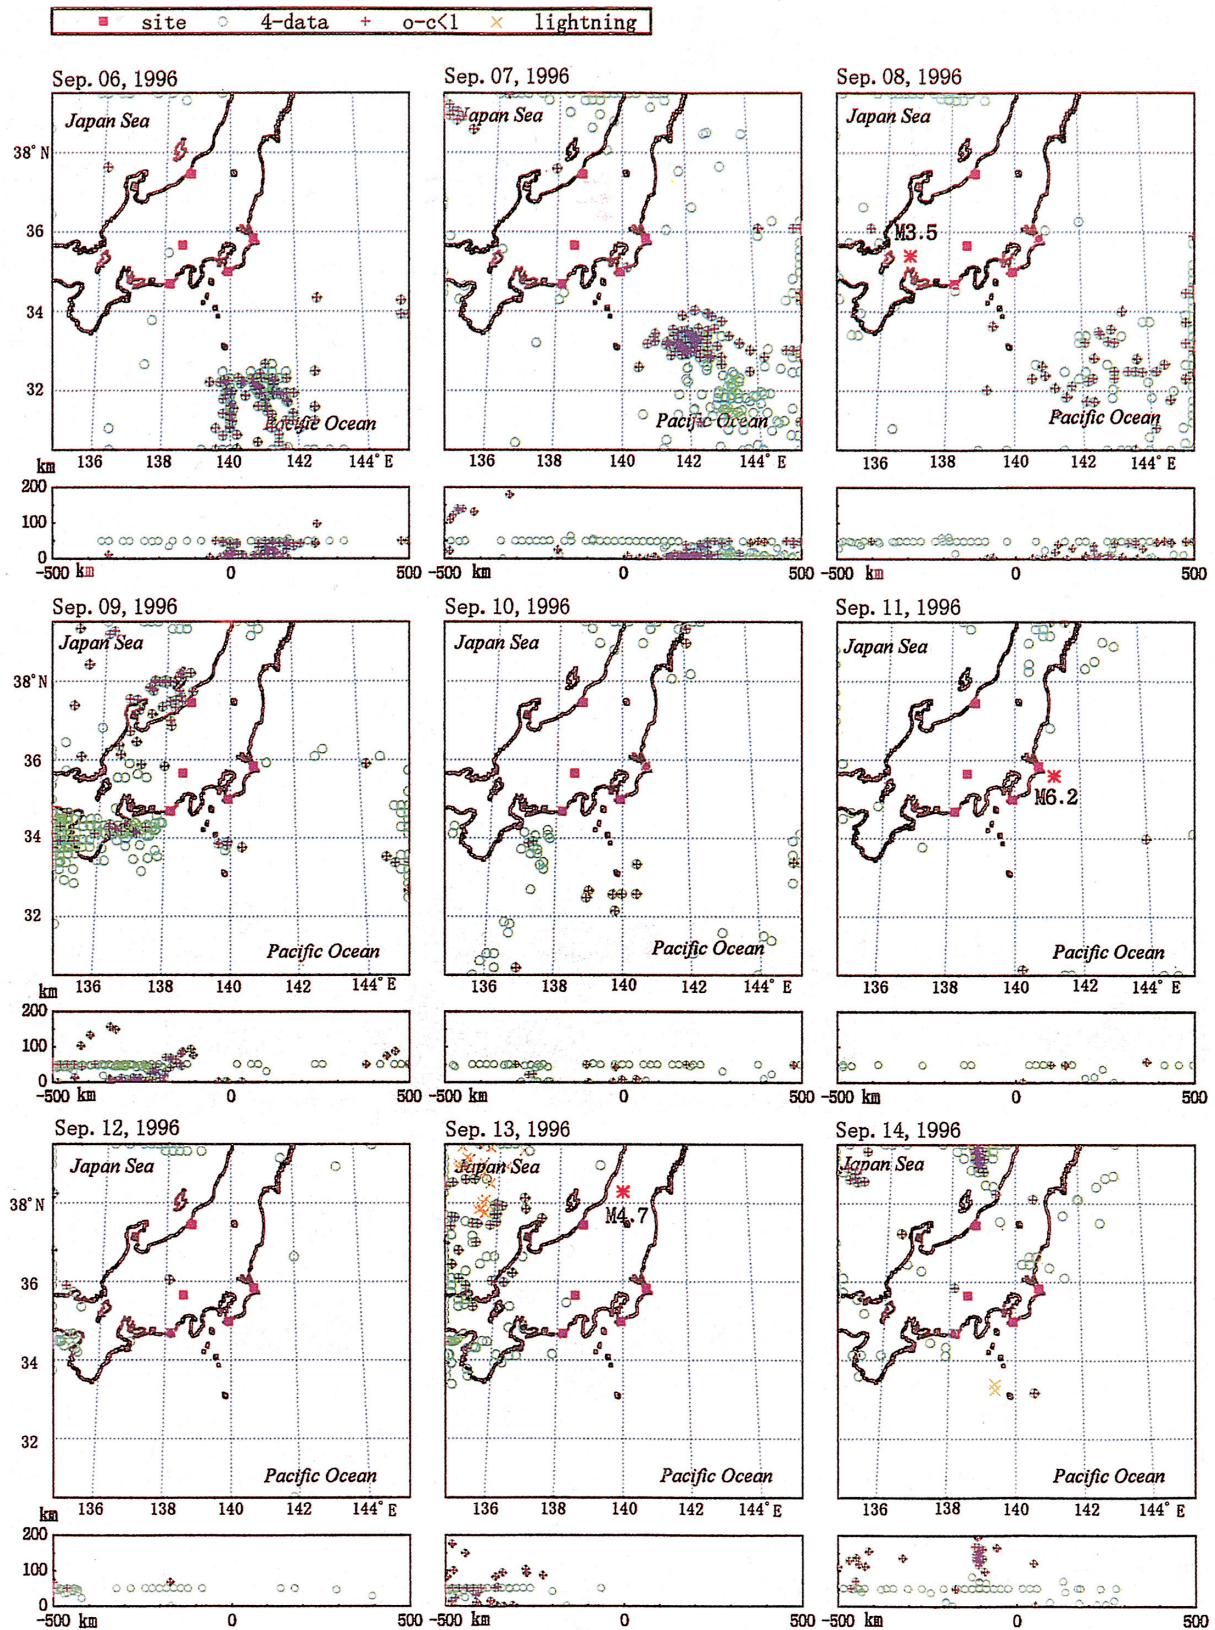 site 4-data o-c<1 lightning
Sep. 06, 1996 Sep. 07, 1996 Sep. 08, 1996
Japan Sea Japan Sea Japan Sea
38°N
36 M3.5
34
32
Pacific Ocean Pacific Ocean Pacific Ocean
km 136 138 140 142 144°E 136 138 140 142 144°E 136 138 140 142 144°E
200
100
0
-500 km 0 500 -500 km 0 500 -500 km 0 500
Sep. 09, 1996 Sep. 10, 1996 Sep. 11, 1996
Japan Sea Japan Sea Japan Sea
38°N
36
M6.2
34
32
Pacific Ocean Pacific Ocean Pacific Ocean
km 136 138 140 142 144°E 136 138 140 142 144°E 136 138 140 142 144°E
200
100
0
-500 km 0 500 -500 km 0 500 -500 km 0 500
Sep. 12, 1996 Sep. 13, 1996 Sep. 14, 1996
Japan Sea Japan Sea Japan Sea
38°N
M4.7
36
34
32
Pacific Ocean Pacific Ocean Pacific Ocean
km 136 138 140 142 144°E 136 138 140 142 144°E 136 138 140 142 144°E
200
100
0
-500 km 0 500 -500 km 0 500 -500 km 0 500